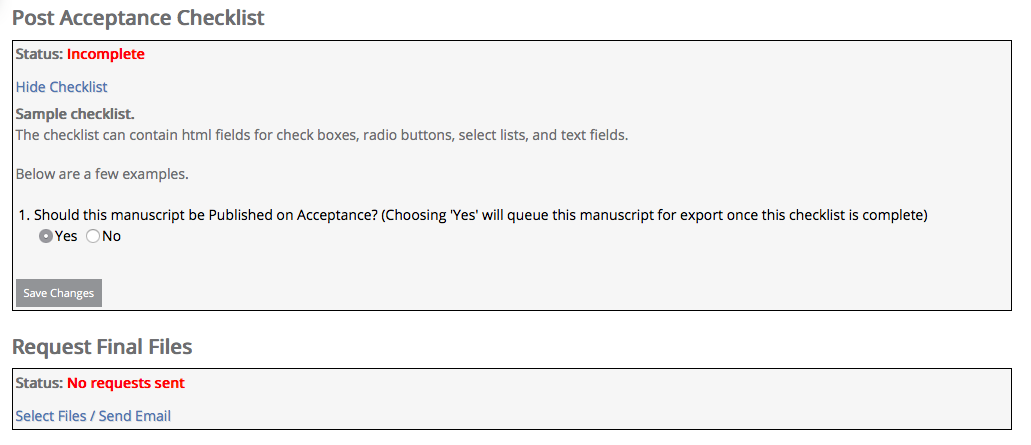 Post Acceptance Checklist
Status: Incomplete
Hide Checklist
Sample checklist.
The checklist can contain html fields for check boxes, radio buttons, select lists, and text fields.
Below are a few examples.
1. Should this manuscript be Published on Acceptance? (Choosing 'Yes' will queue this manuscript for export once this checklist is complete)
Yes No
Save Changes
Request Final Files
Status: No requests sent
Select Files / Send Email